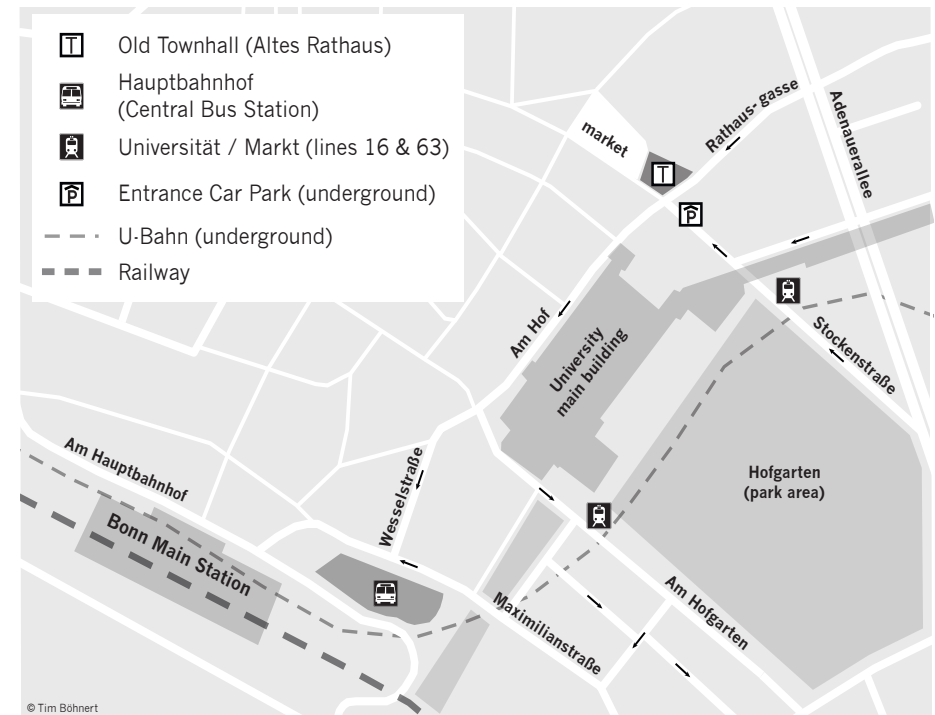 T Old Townhall (Altes Rathaus)
Hauptbahnhof
(Central Bus Station)
Universität / Markt (lines 16 & 63)
P Entrance Car Park (underground)
U-Bahn (underground)
Railway
market
Rathaus- gasse
Adenauerallee
T
P
Am Hof
University
main building
Stockenstraße
Am Hauptbahnhof
Wesselstraße
Hofgarten
(park area)
Bonn Main Station
Maximilianstraße
Am Hofgarten
© Tim Böhnert